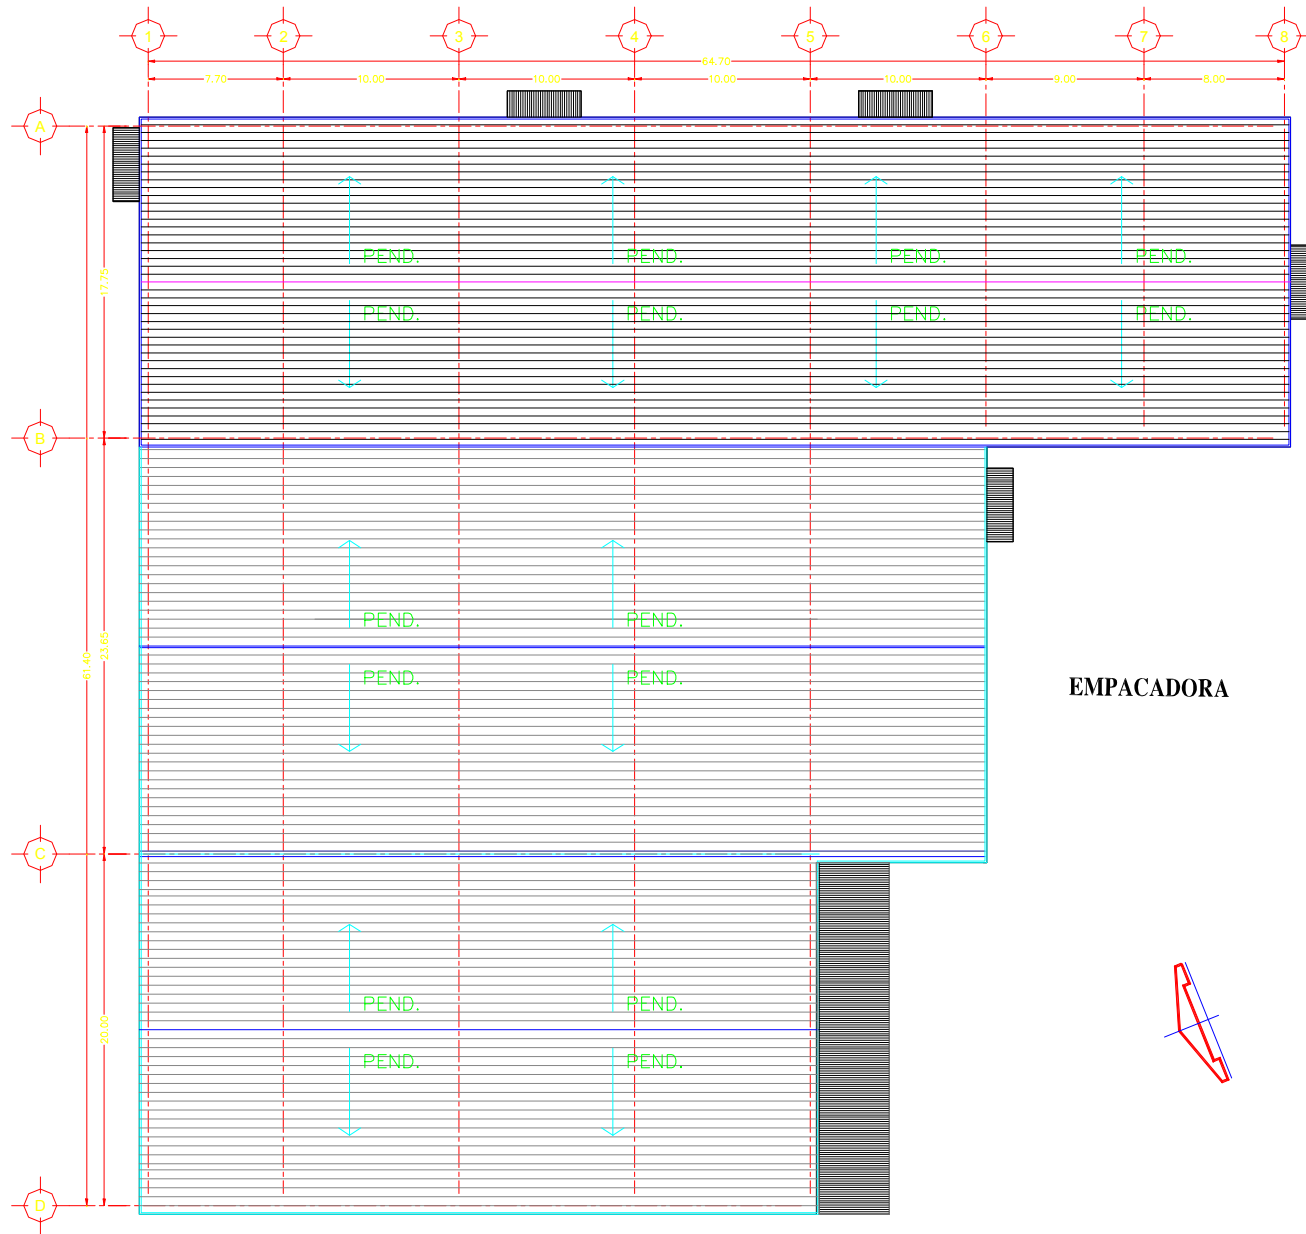 1 2 3 4 5 6 7 8
64.70
7.70 10.00 10.00 10.00 10.00 9.00 8.00
A
PEND. PEND. PEND. PEND.
17.75
PEND. PEND. PEND. PEND.
B
PEND. PEND.
23.65
61.40
PEND. PEND.
EMPACADORA
C
PEND. PEND.
20.00
PEND. PEND.
D